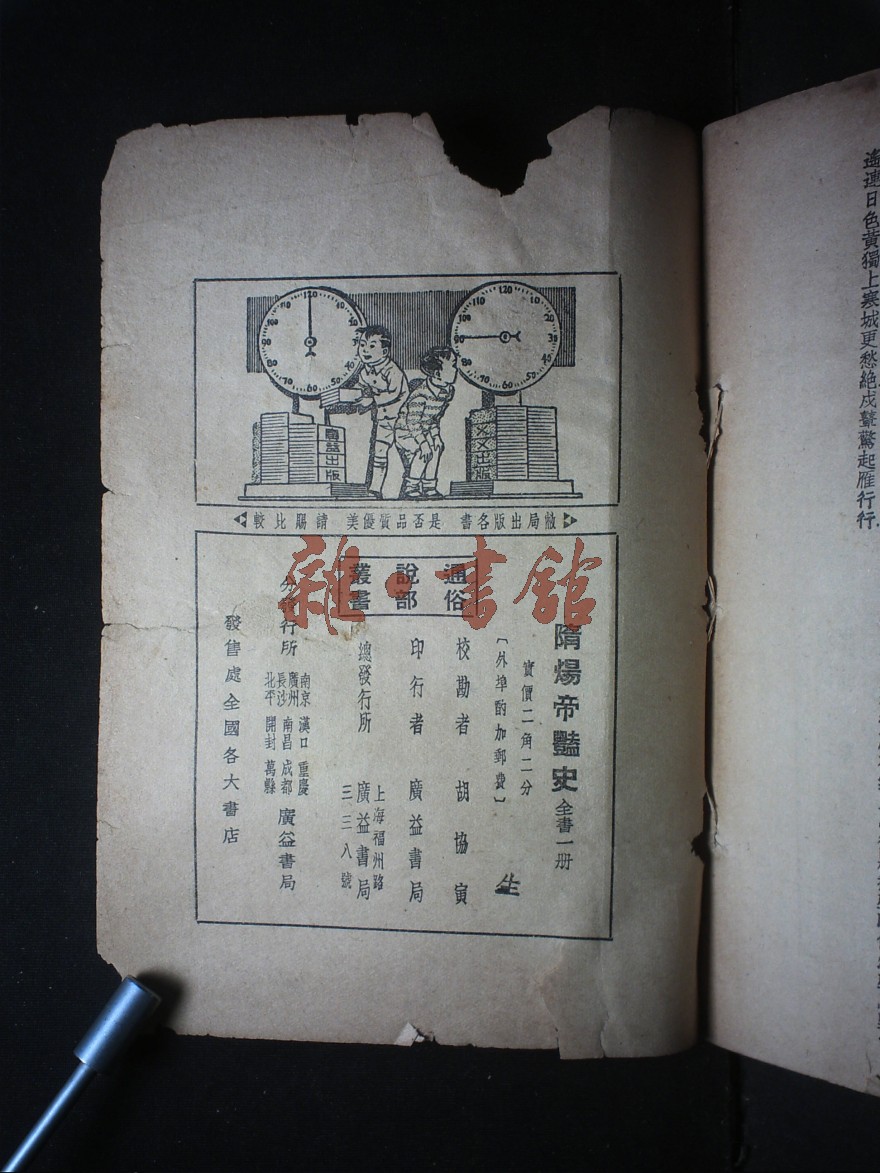 遙連日色黃獨上寒城更愁絕戍鼙驚起雁行行.
廣益出版
㐅㐅出版
敝局出版各書 是否品質優美 請賜比較
隋煬帝豔史 全書一册
實價二角二分
〔外埠酌加郵費〕
生
通俗
說部
叢書
校勘者 胡協寅
印行者 廣益書局
總發行所 廣益書局
上海福州路
三三八號
分發行所
南京 漢口 重慶
廣州 南昌 成都
長沙
北平 開封 萬縣
廣益書局
發售處全國各大書店
雜·書館